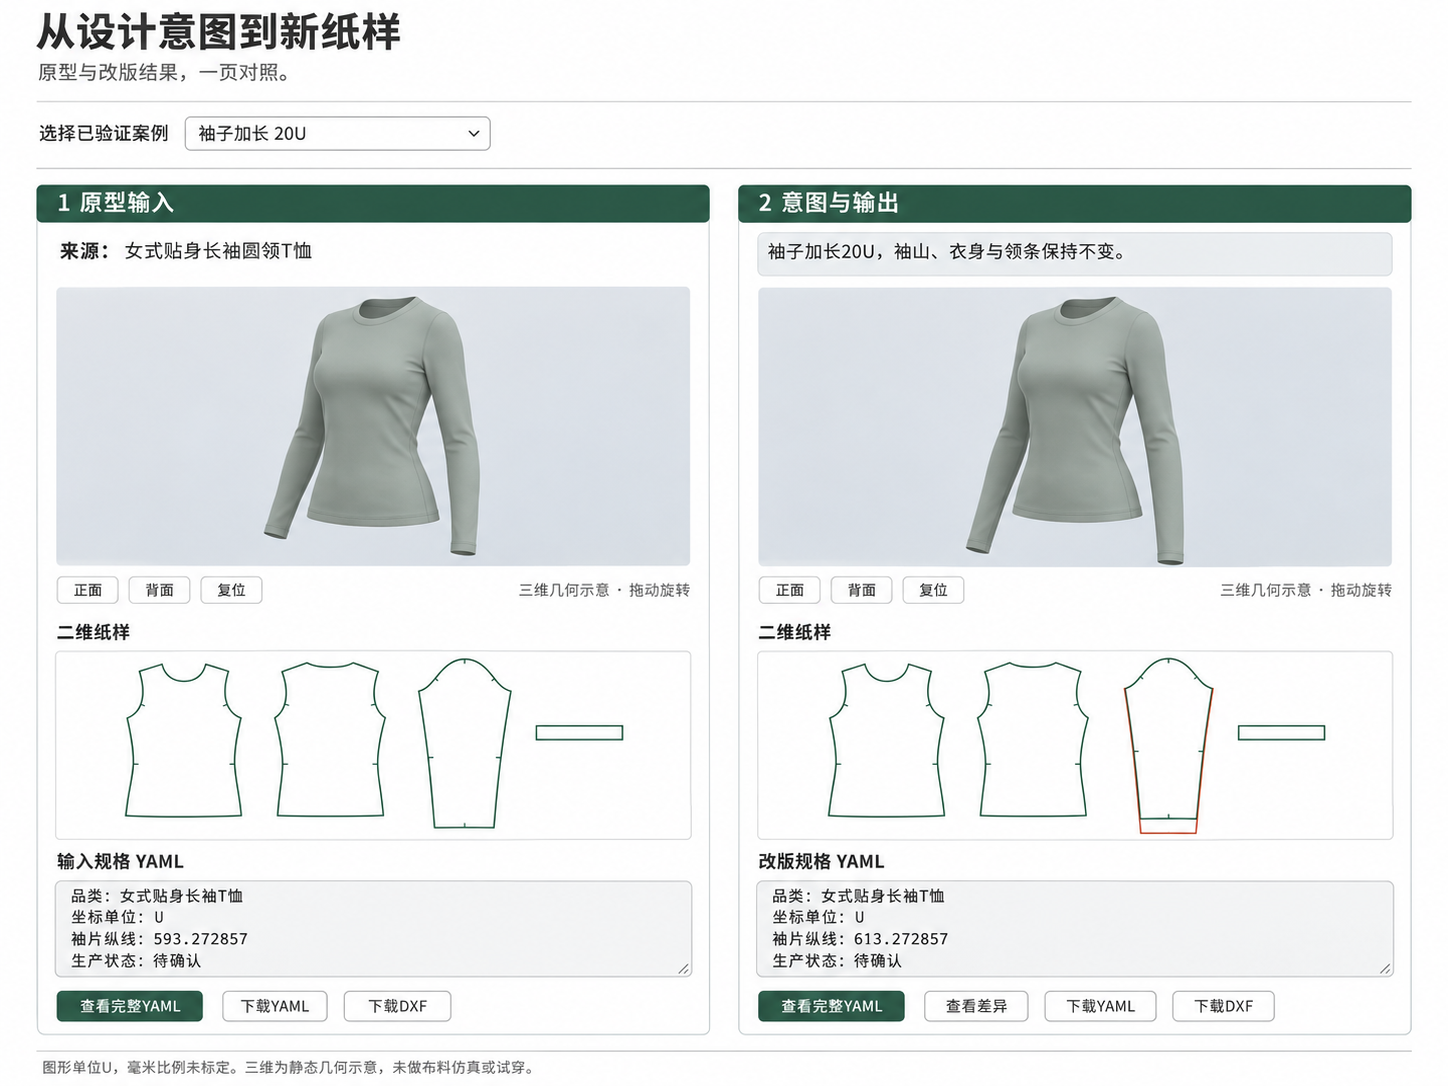 从设计意图到新纸样
原型与改版结果，一页对照。
选择已验证案例
袖子加长 20U
1 原型输入
来源： 女式贴身长袖圆领T恤
正面
背面
复位
三维几何示意 · 拖动旋转
二维纸样
输入规格 YAML
品类：女式贴身长袖T恤
坐标单位：U
袖片纵线：593.272857
生产状态：待确认
查看完整YAML
下载YAML
下载DXF
2 意图与输出
袖子加长20U，袖山、衣身与领条保持不变。
正面
背面
复位
三维几何示意 · 拖动旋转
二维纸样
改版规格 YAML
品类：女式贴身长袖T恤
坐标单位：U
袖片纵线：613.272857
生产状态：待确认
查看完整YAML
查看差异
下载YAML
下载DXF
图形单位U，毫米比例未标定。三维为静态几何示意，未做布料仿真或试穿。